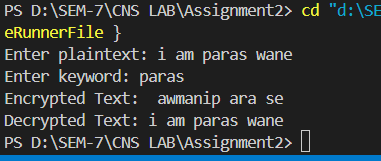 PS D:\SEM-7\CNS LAB\Assignment2> cd "d:\SE
eRunnerFile }
Enter plaintext: i am paras wane
Enter keyword: paras
Encrypted Text:  awmanip ara se
Decrypted Text: i am paras wane
PS D:\SEM-7\CNS LAB\Assignment2>